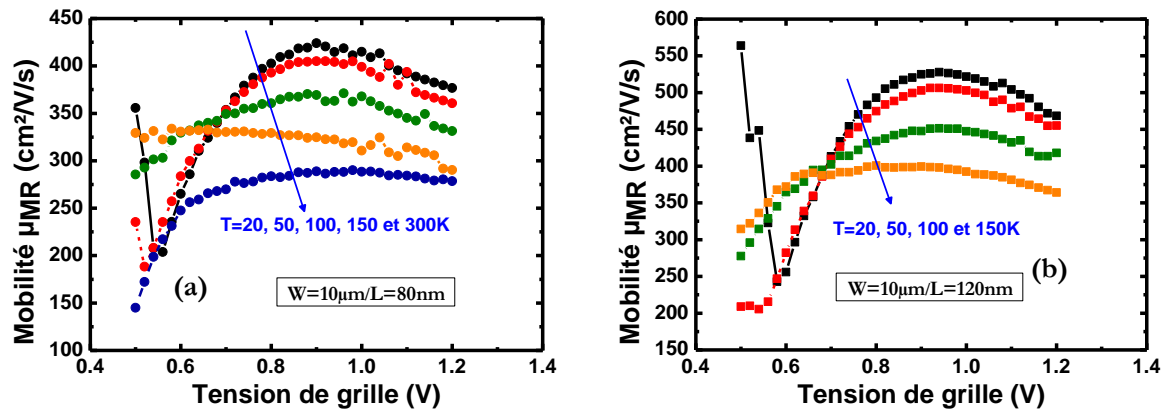 450
400
350
300
250
200
150
100
Mobilité µMR (cm²/V/s)
T=20, 50, 100, 150 et 300K
(a)
W=10µm/L=80nm
0.4 0.6 0.8 1.0 1.2 1.4
Tension de grille (V)
600
550
500
450
400
350
300
250
200
150
100
Mobilité µMR (cm²/V/s)
T=20, 50, 100 et 150K
(b)
W=10µm/L=120nm
0.4 0.6 0.8 1.0 1.2 1.4
Tension de grille (V)